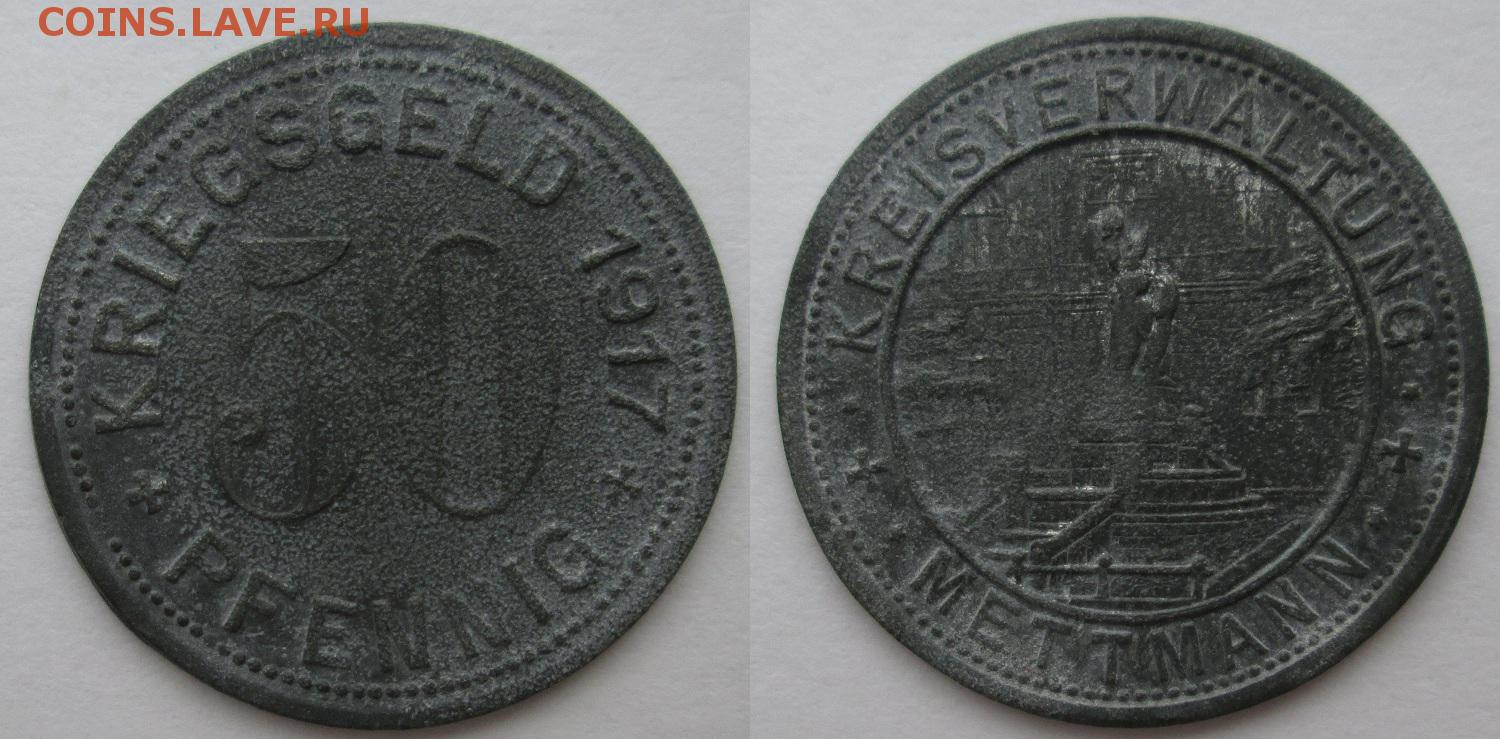 COINS.LAVE.RU
KRIEGSGELD 1917
50
PFENNIG
KREISVERWALTUNG
METTMANN